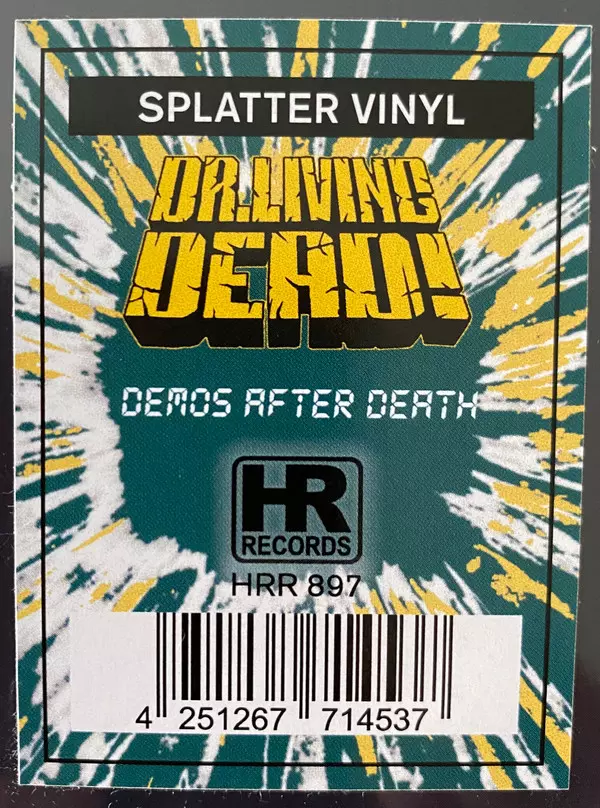 SPLATTER VINYL
DR. LIVING
DEAD!
DEMOS AFTER DEATH
HR
RECORDS
HRR 897
4 251267 714537